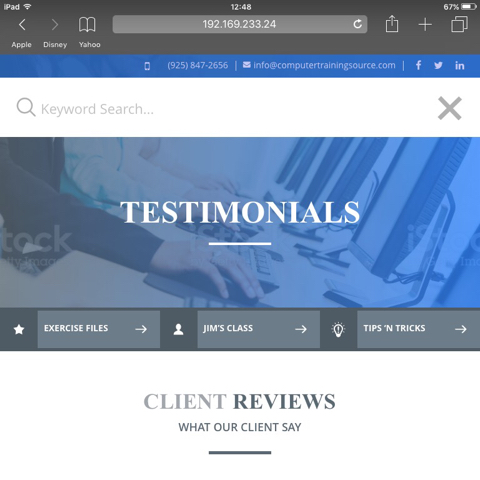 iPad 12:48 67%
192.169.233.24
Apple Disney Yahoo
(925) 847-2656 | info@computertrainingsource.com |
Keyword Search...
TESTIMONIALS
EXERCISE FILES JIM'S CLASS TIPS 'N TRICKS
CLIENT REVIEWS
WHAT OUR CLIENT SAY